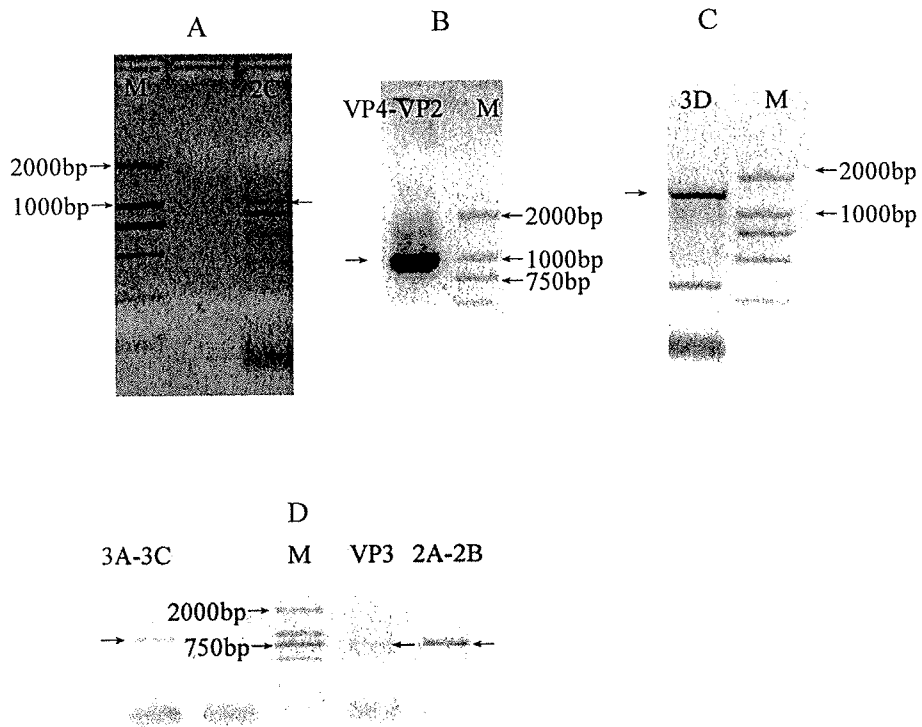 A
B
C
M
2C
VP4-VP2
M
3D
M
2000bp
1000bp
2000bp
1000bp
750bp
2000bp
1000bp
D
3A-3C
M
VP3
2A-2B
2000bp
750bp